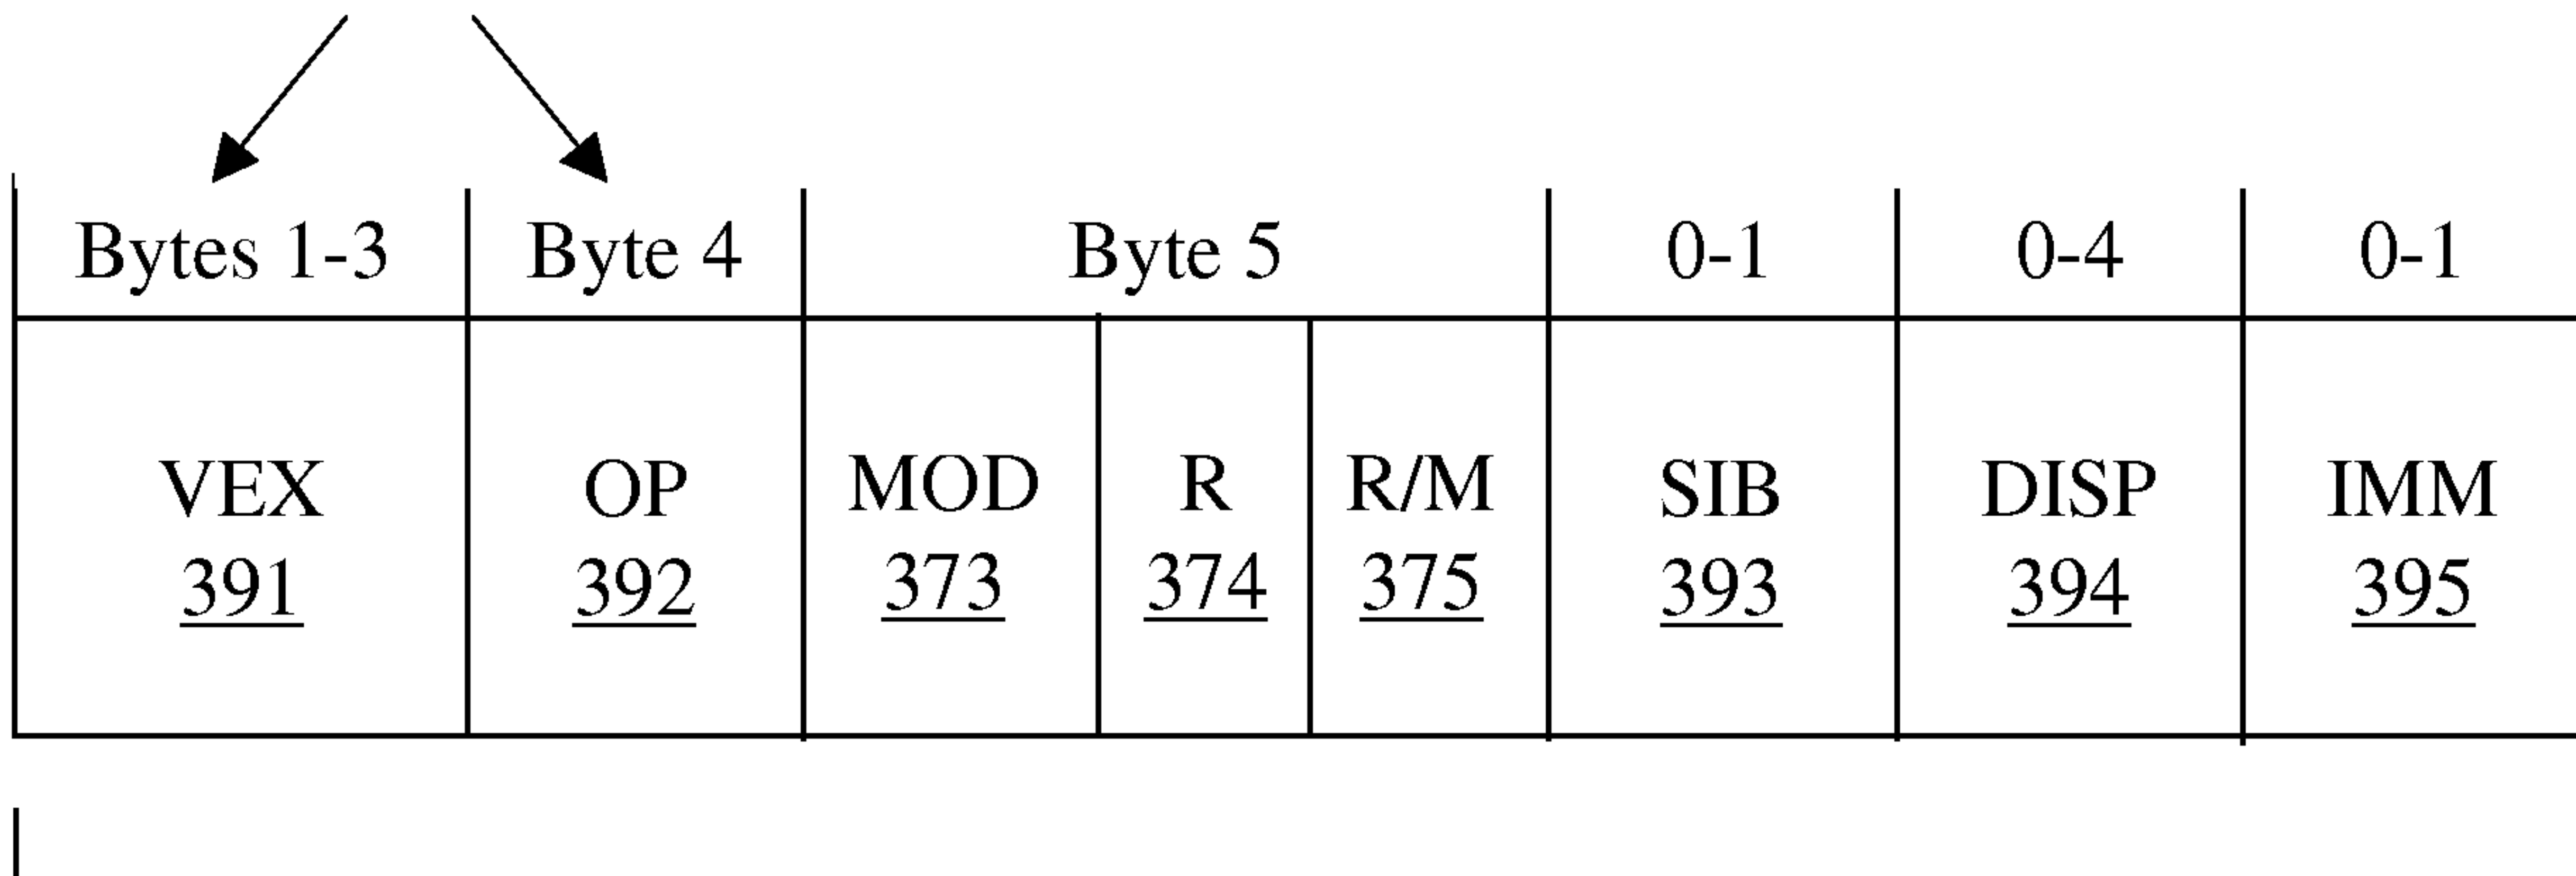 Bytes 1-3 Byte 4 Byte 5 0-1 0-4 0-1
VEX OP MOD R R/M SIB DISP IMM
391 392 373 374 375 393 394 395